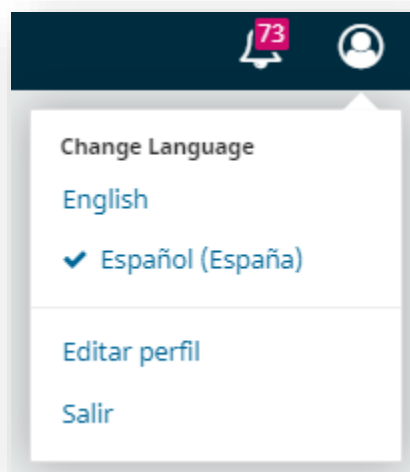 73
Change Language
English
Español (España)
Editar perfil
Salir